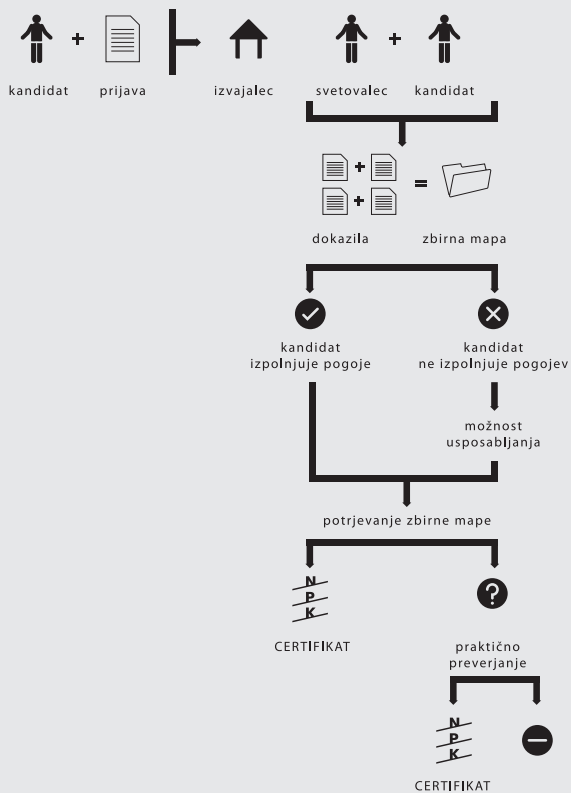 kandidat prijava izvajalec svetovalec kandidat
dokazila zbirna mapa
kandidat
izpolnjuje pogoje
kandidat
ne izpolnjuje pogojev
možnost
usposabljanja
potrjevanje zbirne mape
N
P
K
CERTIFIKAT
praktično
preverjanje
N
P
K
CERTIFIKAT